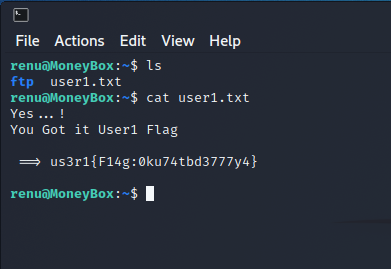 File Actions Edit View Help
renu@MoneyBox:~$ ls
ftp user1.txt
renu@MoneyBox:~$ cat user1.txt
Yes...!
You Got it User1 Flag
==> us3r1{F14g:0ku74tbd3777y4}
renu@MoneyBox:~$